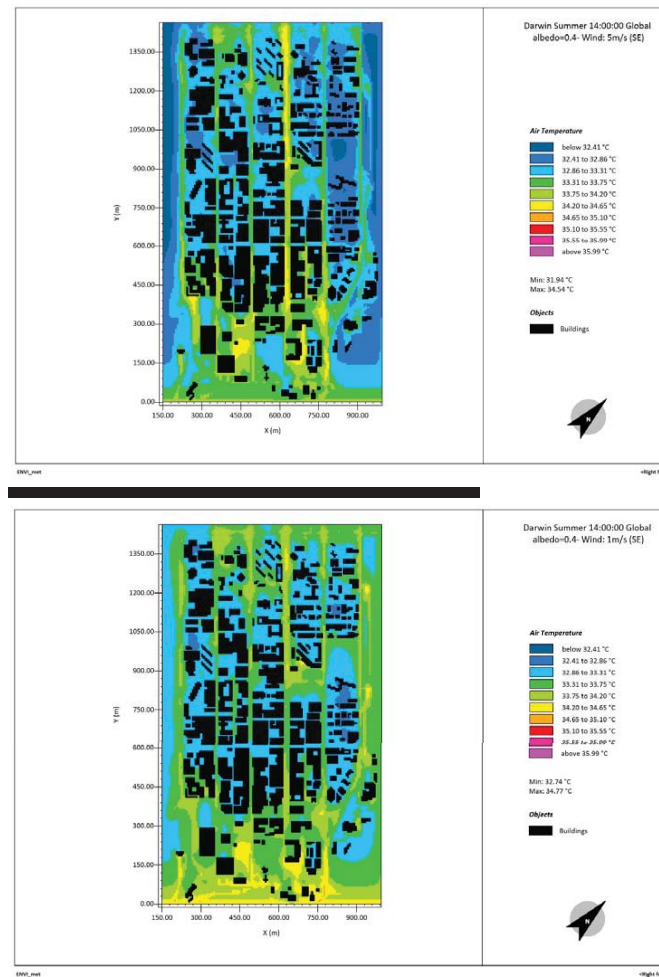 Darwin Summer 14:00:00 Global
albedo=0.4- Wind: 5m/s (SE)
1350.00
1200.00
1050.00
900.00
750.00
600.00
450.00
300.00
150.00
0.00
Y (m)
150.00 300.00 450.00 600.00 750.00 900.00
X (m)
Air Temperature
below 32.41 °C
32.41 to 32.86 °C
32.86 to 33.31 °C
33.31 to 33.75 °C
33.75 to 34.20 °C
34.20 to 34.65 °C
34.65 to 35.10 °C
35.10 to 35.55 °C
35.55 to 35.99 °C
above 35.99 °C
Min: 31.94 °C
Max: 34.54 °C
Objects
Buildings
N
ENVI_met
<Right f
Darwin Summer 14:00:00 Global
albedo=0.4- Wind: 1m/s (SE)
1350.00
1200.00
1050.00
900.00
750.00
600.00
450.00
300.00
150.00
0.00
Y (m)
150.00 300.00 450.00 600.00 750.00 900.00
X (m)
Air Temperature
below 32.41 °C
32.41 to 32.86 °C
32.86 to 33.31 °C
33.31 to 33.75 °C
33.75 to 34.20 °C
34.20 to 34.65 °C
34.65 to 35.10 °C
35.10 to 35.55 °C
35.55 to 35.99 °C
above 35.99 °C
Min: 32.74 °C
Max: 34.77 °C
Objects
Buildings
N
ENVI_met
<Right f